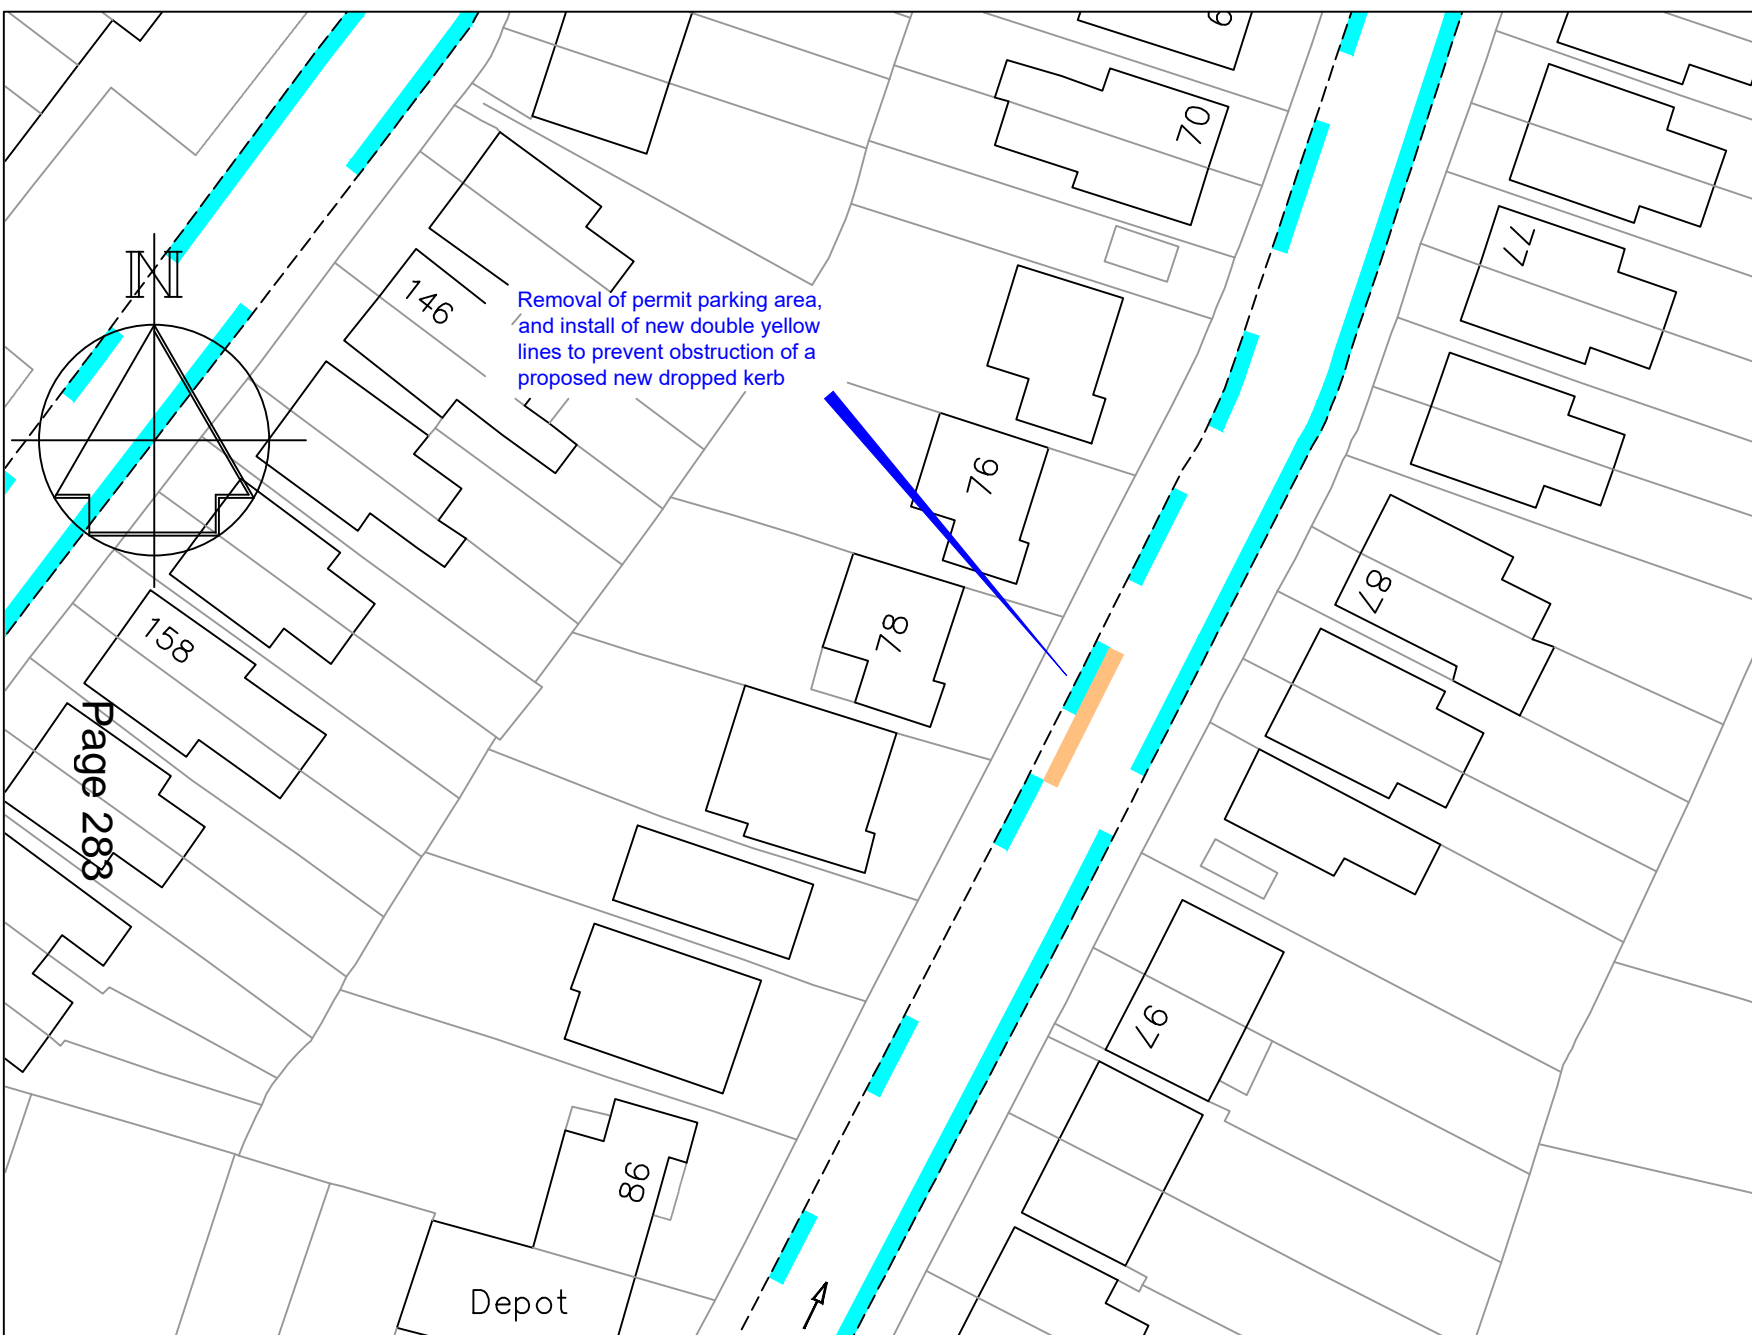 6
70
77
N
146
Removal of permit parking area,
and install of new double yellow
lines to prevent obstruction of a
proposed new dropped kerb
76
87
78
158
Page 283
97
86
Depot